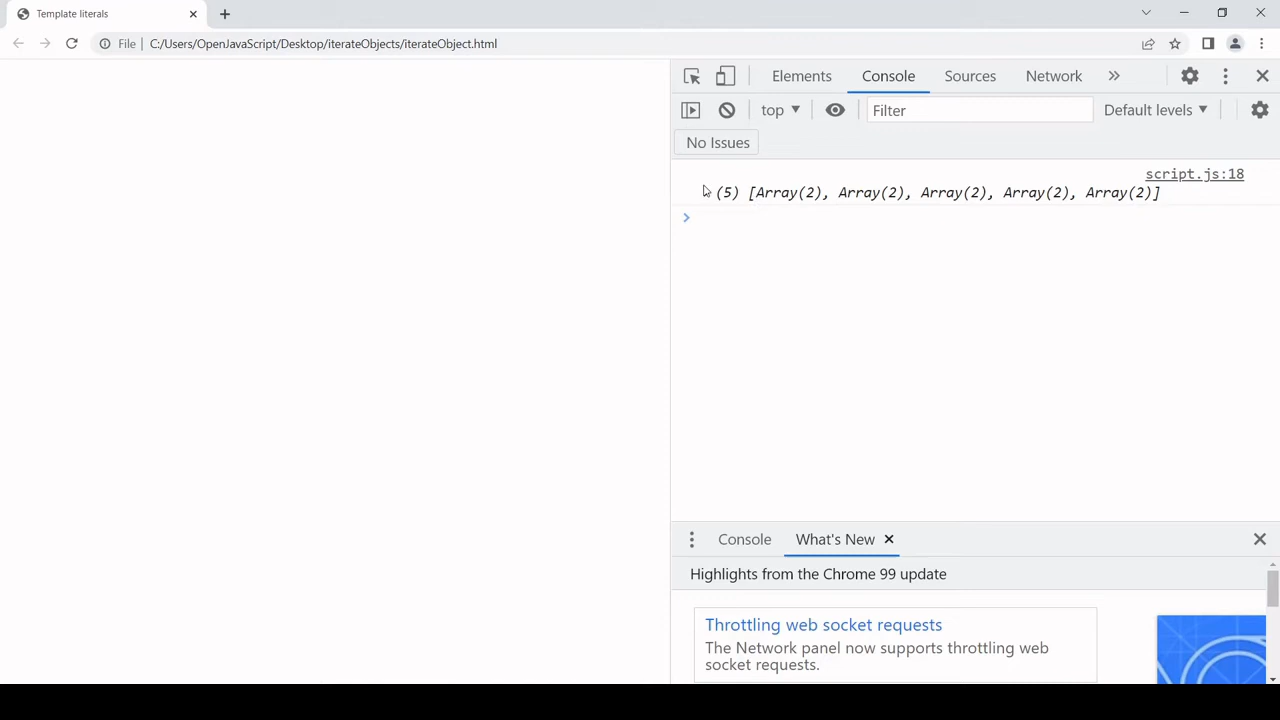 Template literals
File
C:/Users/OpenJavaScript/Desktop/iterateObjects/iterateObject.html
Elements Console Sources Network
top Filter Default levels
No Issues
script.js:18
(5) [Array(2), Array(2), Array(2), Array(2), Array(2)]
Console What's New
Highlights from the Chrome 99 update
Throttling web socket requests
The Network panel now supports throttling web
socket requests.